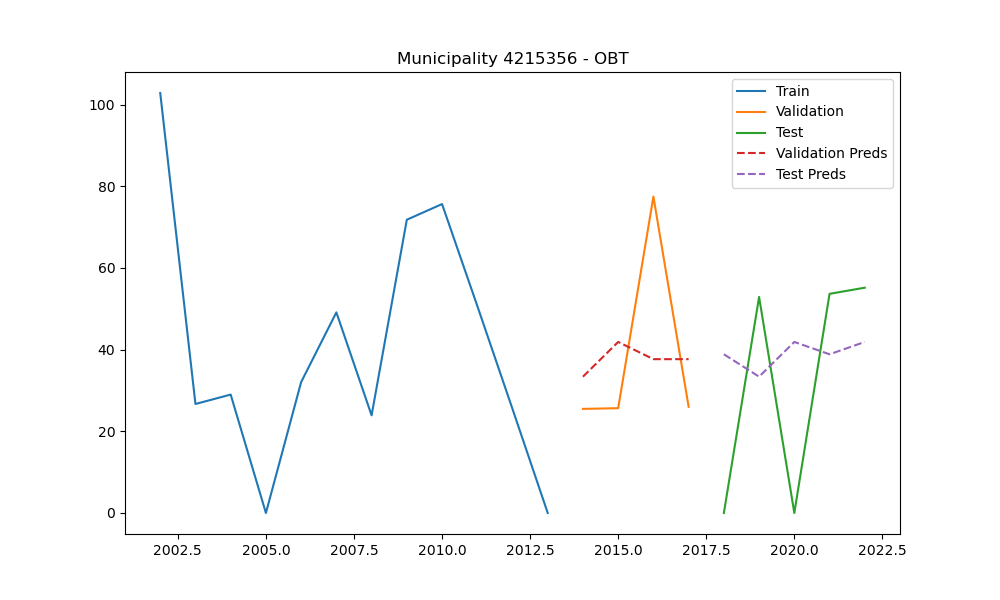 Municipality 4215356 - OBT
Train
Validation
Test
Validation Preds
Test Preds
100
80
60
40
20
0
2002.5 2005.0 2007.5 2010.0 2012.5 2015.0 2017.5 2020.0 2022.5